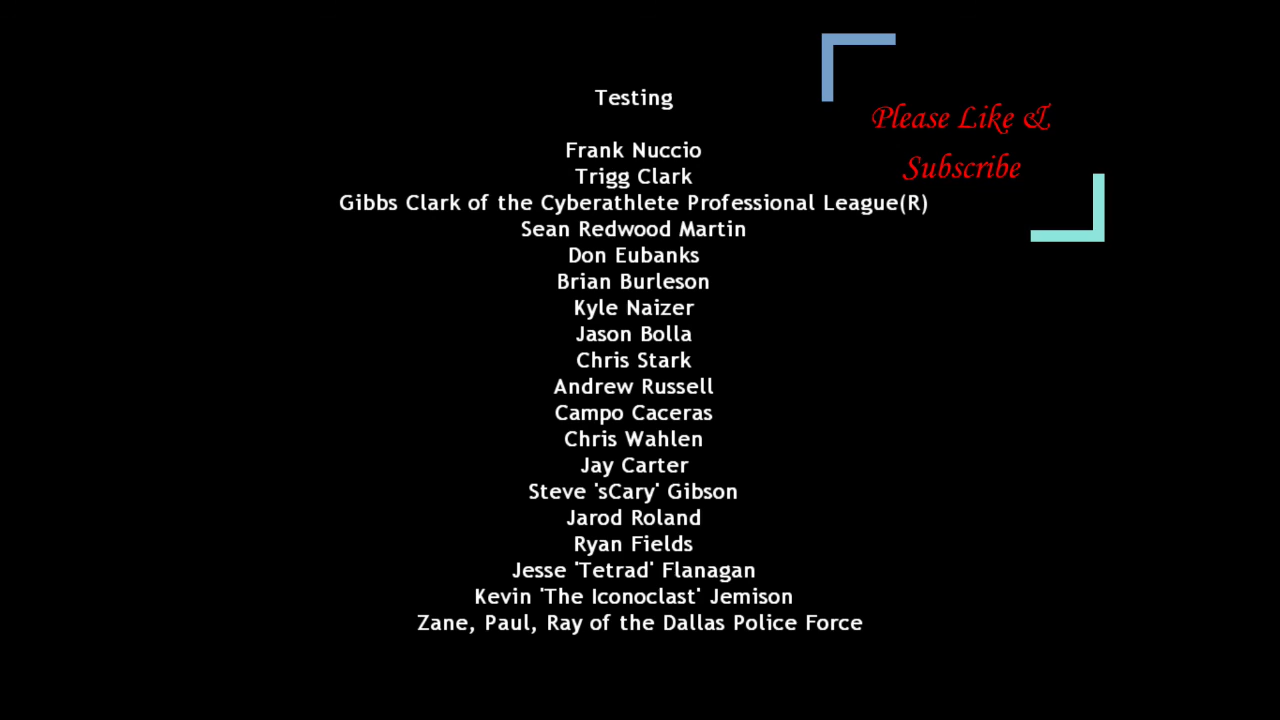 Testing
Please Like &
Subscribe
Frank Nuccio
Trigg Clark
Gibbs Clark of the Cyberathlete Professional League(R)
Sean Redwood Martin
Don Eubanks
Brian Burleson
Kyle Naizer
Jason Bolla
Chris Stark
Andrew Russell
Campo Caceras
Chris Wahlen
Jay Carter
Steve 'sCary' Gibson
Jarod Roland
Ryan Fields
Jesse 'Tetrad' Flanagan
Kevin 'The Iconoclast' Jemison
Zane, Paul, Ray of the Dallas Police Force